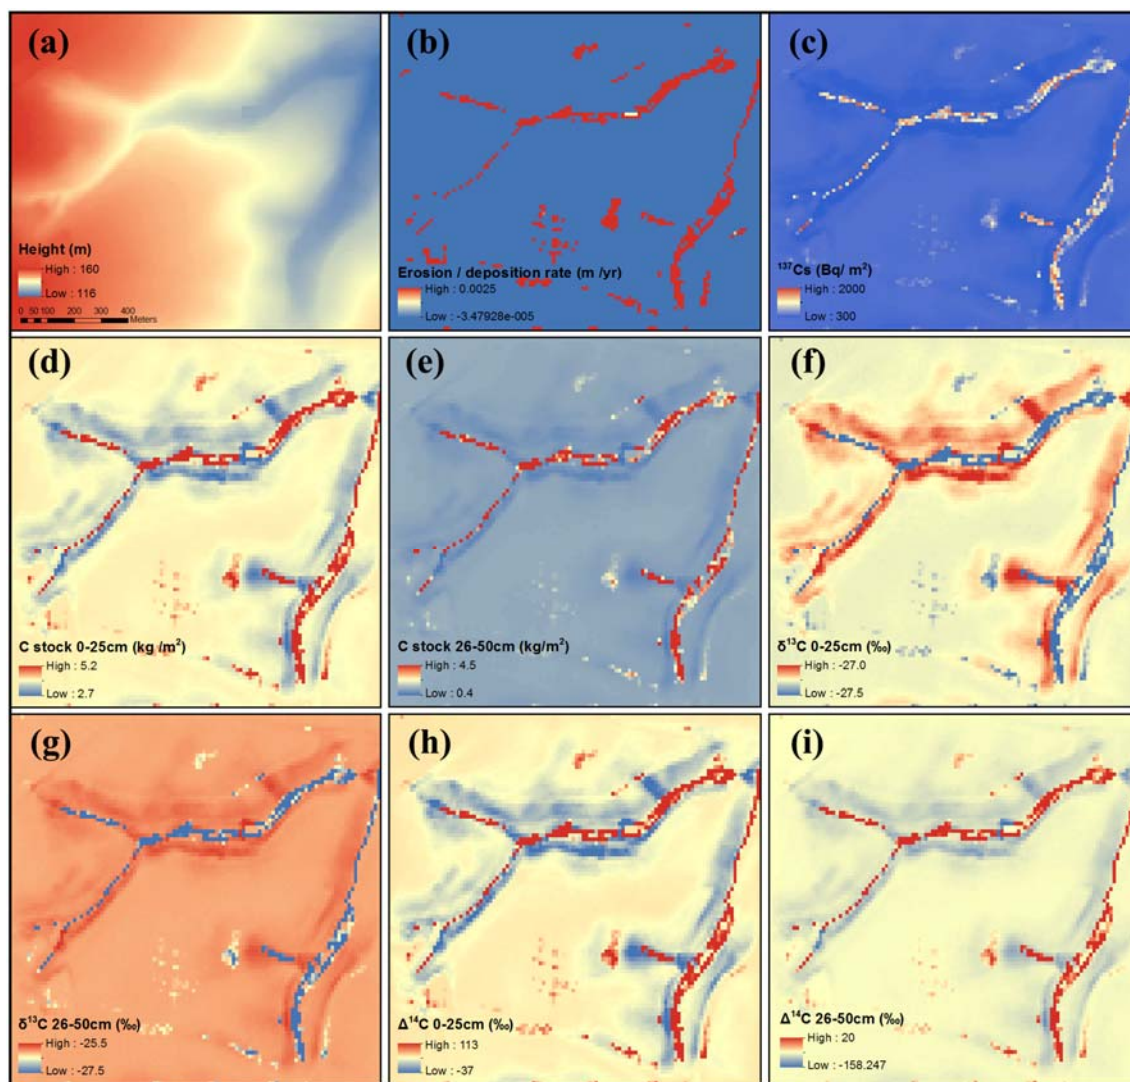 (a)
Height (m)
High : 160
Low : 116
0 50 100 200 300 400
Meters
(b)
Erosion / deposition rate (m /yr)
High : 0.0025
Low : -3.47928e-005
(c)
¹³⁷Cs (Bq/ m²)
High : 2000
Low : 300
(d)
C stock 0-25cm (kg /m²)
High : 5.2
Low : 2.7
(e)
C stock 26-50cm (kg/m²)
High : 4.5
Low : 0.4
(f)
δ¹³C 0-25cm (‰)
High : -27.0
Low : -27.5
(g)
δ¹³C 26-50cm (‰)
High : -25.5
Low : -27.5
(h)
Δ¹⁴C 0-25cm (‰)
High : 113
Low : -37
(i)
Δ¹⁴C 26-50cm (‰)
High : 20
Low : -158.247